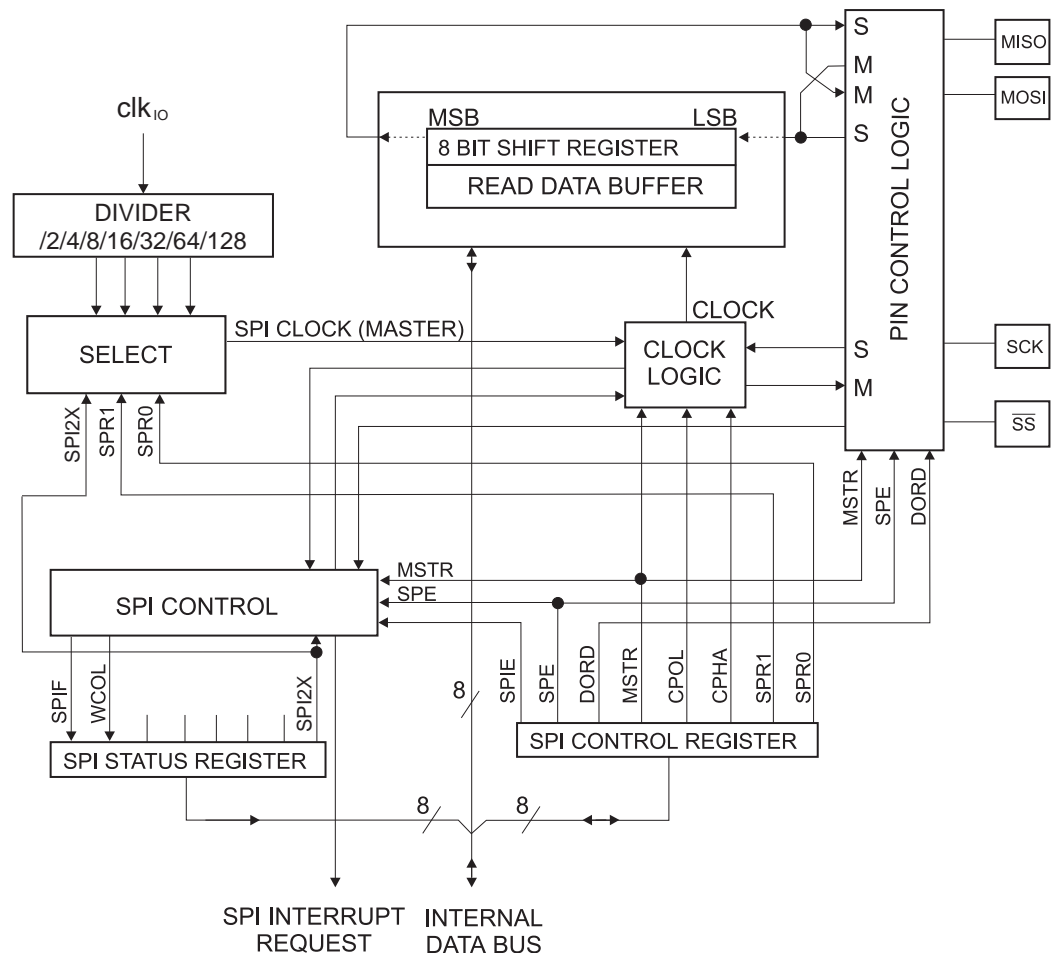 S
MISO
M
M
MOSI
clk IO
MSB
LSB
S
8 BIT SHIFT REGISTER
READ DATA BUFFER
PIN CONTROL LOGIC
DIVIDER
/2/4/8/16/32/64/128
CLOCK
SPI CLOCK (MASTER)
SELECT
CLOCK
LOGIC
S
M
SCK
SS
SPI2X
SPR1
SPR0
MSTR
SPE
DORD
MSTR
SPE
SPI CONTROL
SPIF
WCOL
SPI2X
8
SPIE
SPE
DORD
MSTR
CPOL
CPHA
SPR1
SPR0
SPI STATUS REGISTER
SPI CONTROL REGISTER
8
8
SPI INTERRUPT
REQUEST
INTERNAL
DATA BUS